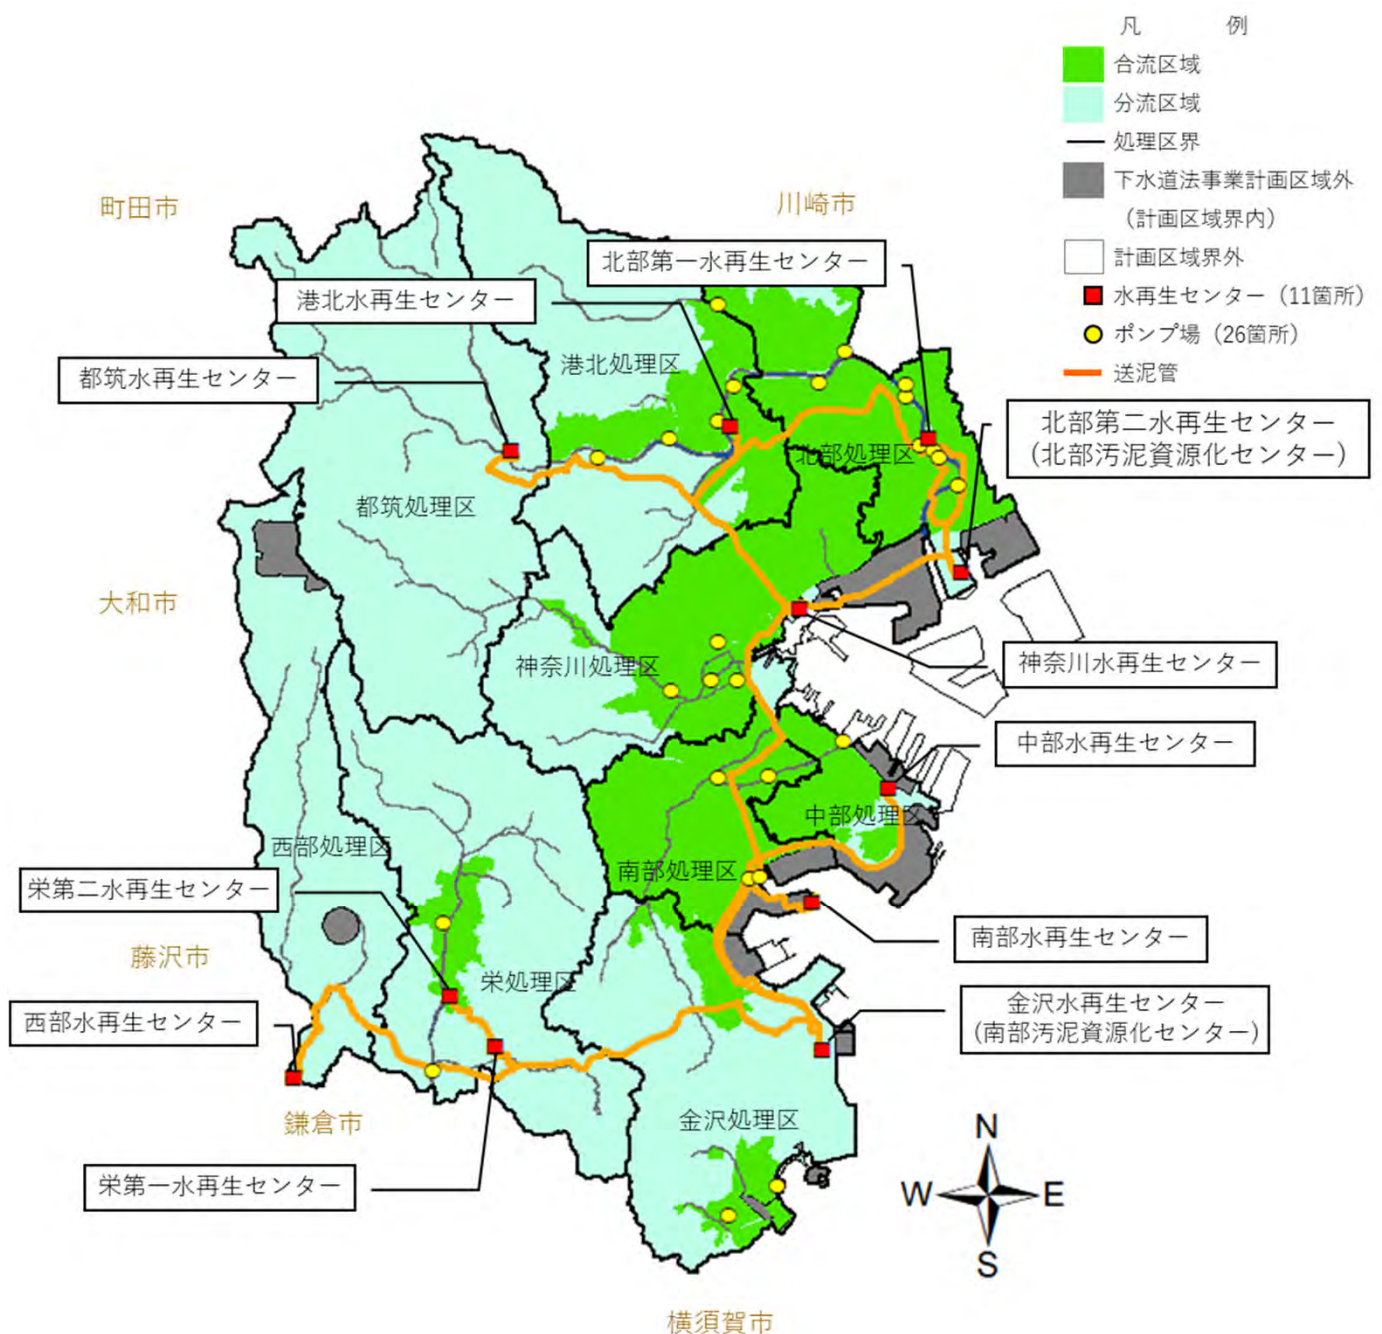 凡 例
合流区域
分流区域
処理区界
下水道法事業計画区域外
（計画区域界内）
計画区域界外
水再生センター（11箇所）
ポンプ場（26箇所）
送泥管
町田市
川崎市
北部第一水再生センター
港北水再生センター
都筑水再生センター
港北処理区
北部第二水再生センター
(北部汚泥資源化センター)
北部処理区
都筑処理区
大和市
神奈川処理区
神奈川水再生センター
中部水再生センター
中部処理区
西部処理区
南部処理区
栄第二水再生センター
南部水再生センター
藤沢市
栄処理区
西部水再生センター
金沢水再生センター
(南部汚泥資源化センター)
鎌倉市
金沢処理区
栄第一水再生センター
N
W E
S
横須賀市